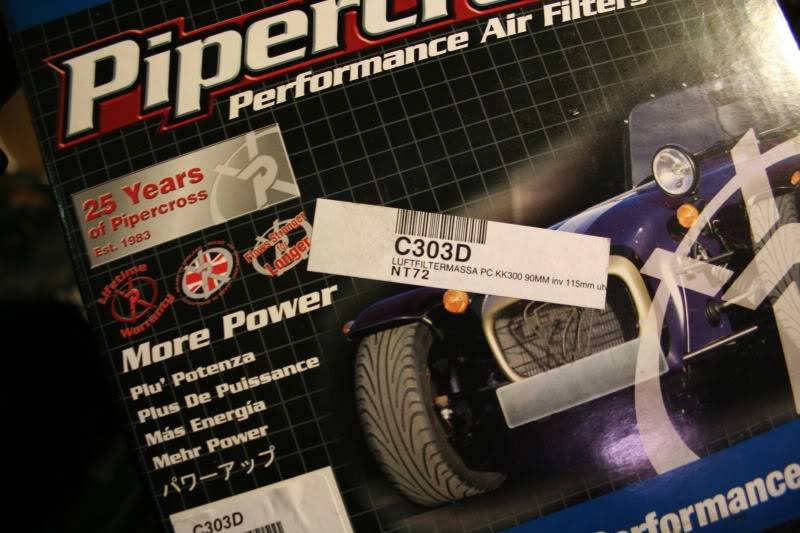 Pipercross
Performance Air Filters
25 Years
of Pipercross
Est. 1983
Lifetime
Warranty
Longer
C303D
LUFTFILTERMASSA PC KK300 90MM inv 115mm
NT72
More Power
Piu' Potenza
Plus De Puissance
Más Energía
Mehr Power
パワーアップ
C303D
Performance